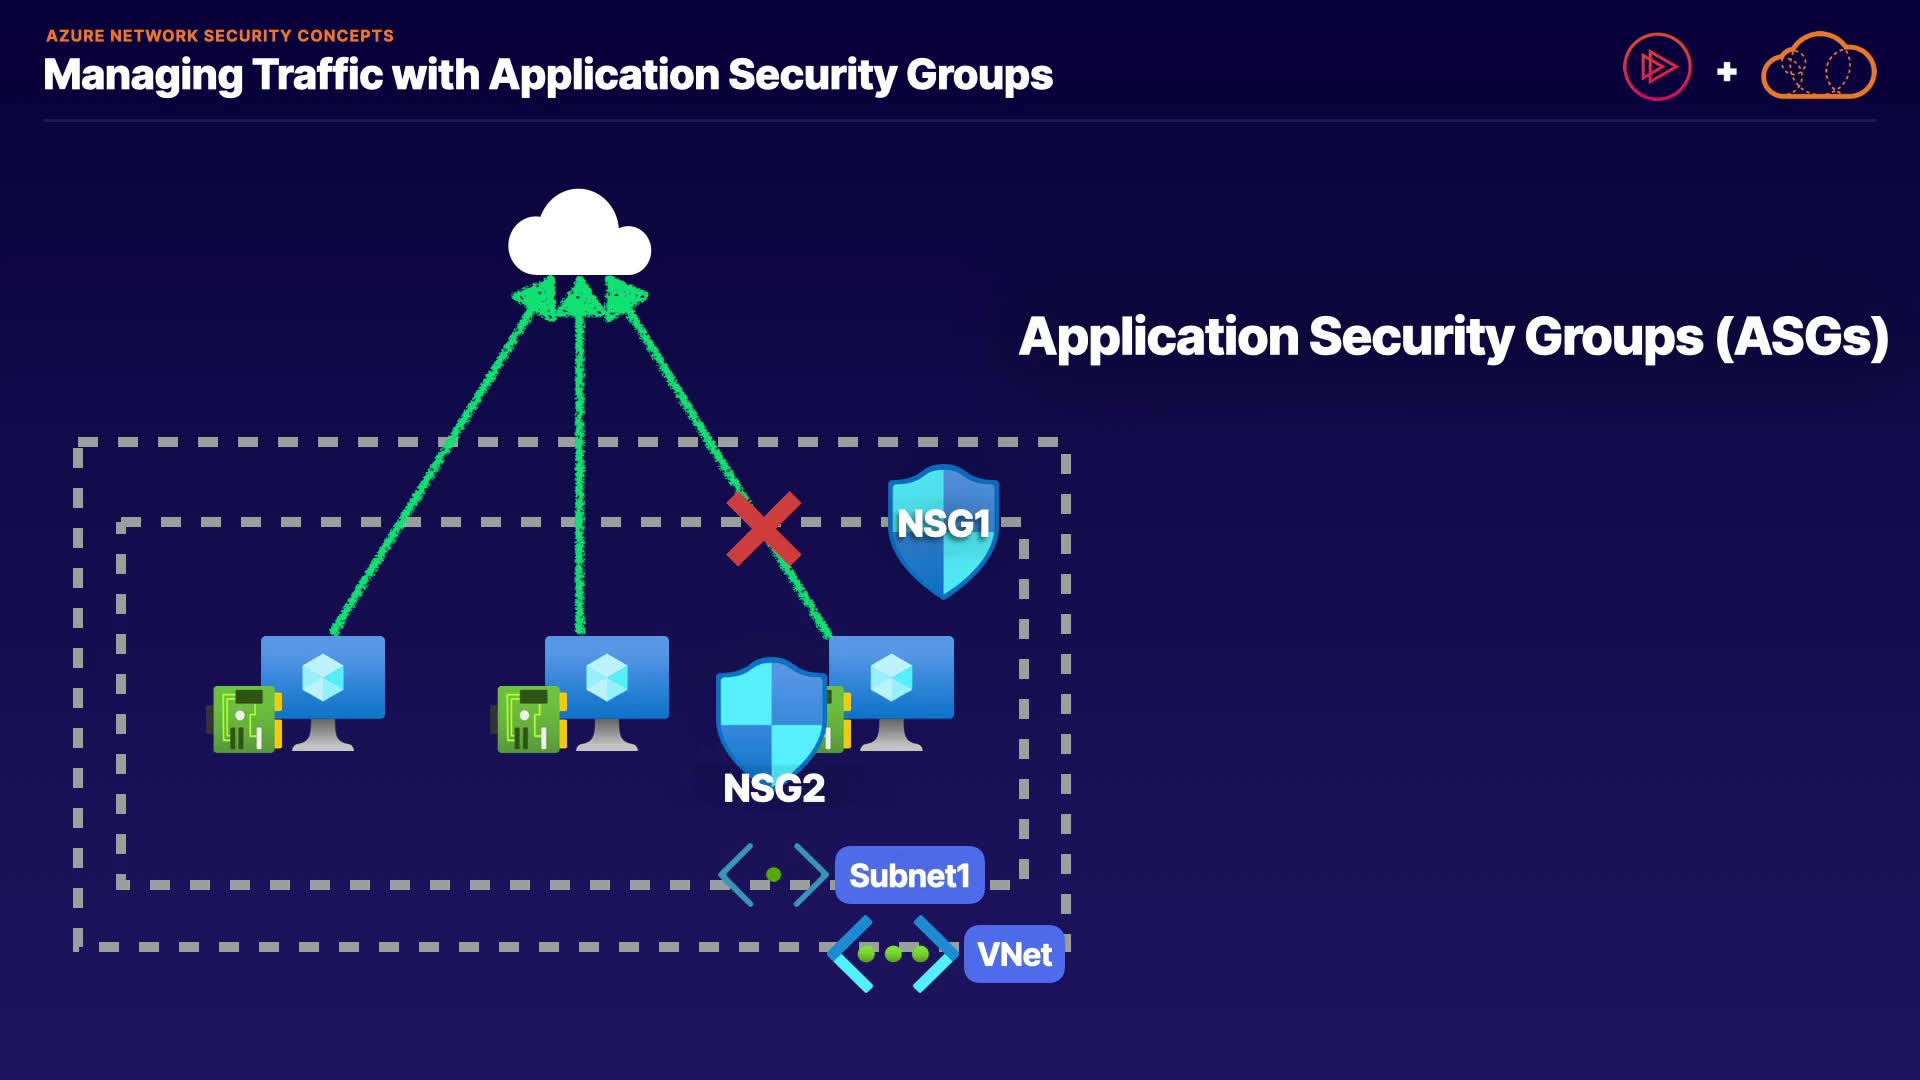 AZURE NETWORK SECURITY CONCEPTS
Managing Traffic with Application Security Groups
+
Application Security Groups (ASGs)
NSG1
NSG2
Subnet1
VNet